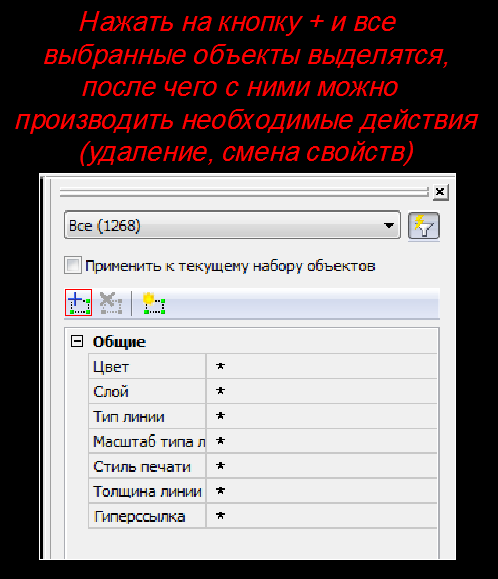 Нажать на кнопку + и все
выбранные объекты выделятся,
после чего с ними можно
производить необходимые действия
(удаление, смена свойств)
Все (1268)
Применить к текущему набору объектов
Общие
Цвет *
Слой *
Тип линии *
Масштаб типа л *
Стиль печати *
Толщина линии *
Гиперссылка *